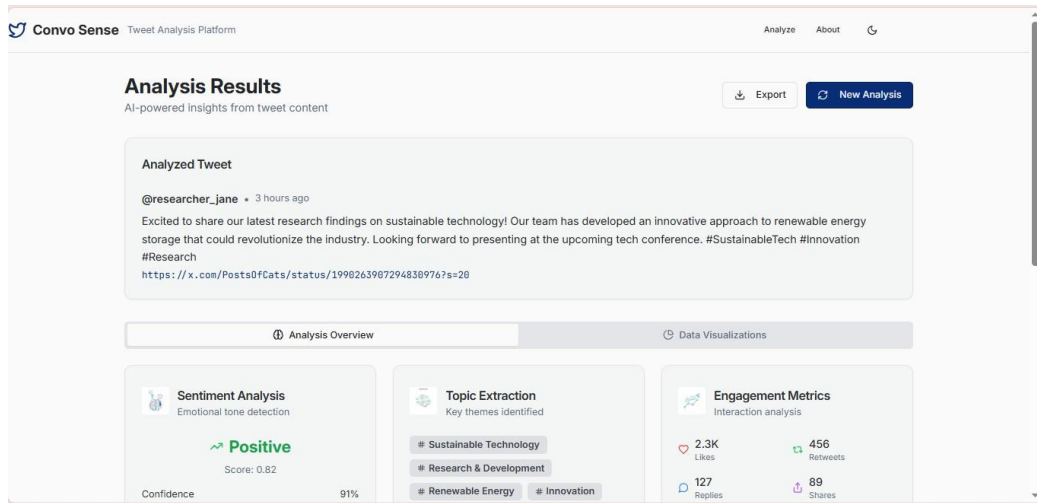 Convo Sense Tweet Analysis Platform
Analyze About
Analysis Results
AI-powered insights from tweet content
Export
New Analysis
Analyzed Tweet
@researcher_jane • 3 hours ago
Excited to share our latest research findings on sustainable technology! Our team has developed an innovative approach to renewable energy
storage that could revolutionize the industry. Looking forward to presenting at the upcoming tech conference. #SustainableTech #Innovation
#Research
https://x.com/PostsOfCats/status/1990263907294830976?s=20
Analysis Overview
Data Visualizations
Sentiment Analysis
Emotional tone detection
Positive
Score: 0.82
Confidence 91%
Topic Extraction
Key themes identified
# Sustainable Technology
# Research & Development
# Renewable Energy # Innovation
Engagement Metrics
Interaction analysis
2.3K
Likes
456
Retweets
127
Replies
89
Shares